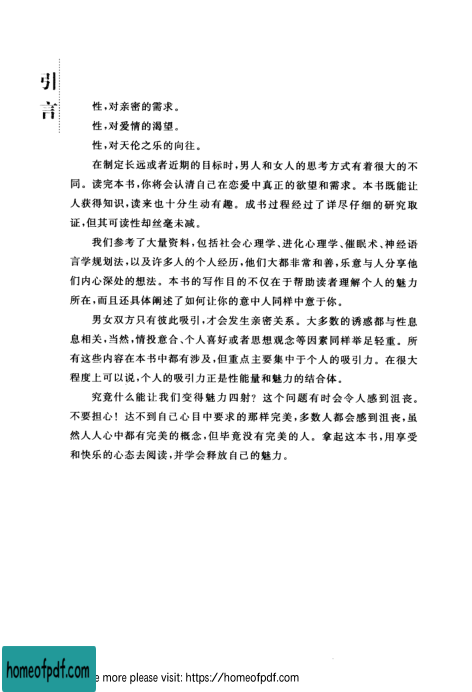 引言
性,对亲密的需求。
性,对爱情的渴望。
性,对天伦之乐的向往。
在制定长远或者近期的目标时,男人和女人的思考方式有着很大的不
同。读完本书,你将会认清自己在恋爱中真正的欲望和需求。本书既能让
人获得知识,读来也十分生动有趣。成书过程经过了详尽仔细的研究取
证,但其可读性却丝毫未减。
我们参考了大量资料,包括社会心理学、进化心理学、催眠术、神经语
言学规划法,以及许多人的个人经历,他们大都非常和善,乐意与人分享他
们内心深处的想法。本书的写作目的不仅在于帮助读者理解个人的魅力
所在,而且还具体阐述了如何让你的意中人同样中意于你。
男女双方只有彼此吸引,才会发生亲密关系。大多数的诱惑都与性息
息相关,当然,情投意合、个人喜好或者思想观念等因素同样举足轻重。所
有这些内容在本书中都有涉及,但重点主要集中于个人的吸引力。在很大
程度上可以说,个人的吸引力正是性能量和魅力的结合体。
究竟什么能让我们变得魅力四射?这个问题有时会令人感到沮丧。
不要担心!达不到自己心目中要求的那样完美,多数人都会感到沮丧,虽
然人人心中都有完美的概念,但毕竟没有完美的人。拿起这本书,用享受
和快乐的心态去阅读,并学会释放自己的魅力。
homeofpdf.com
e more please visit: https://homeofpdf.com